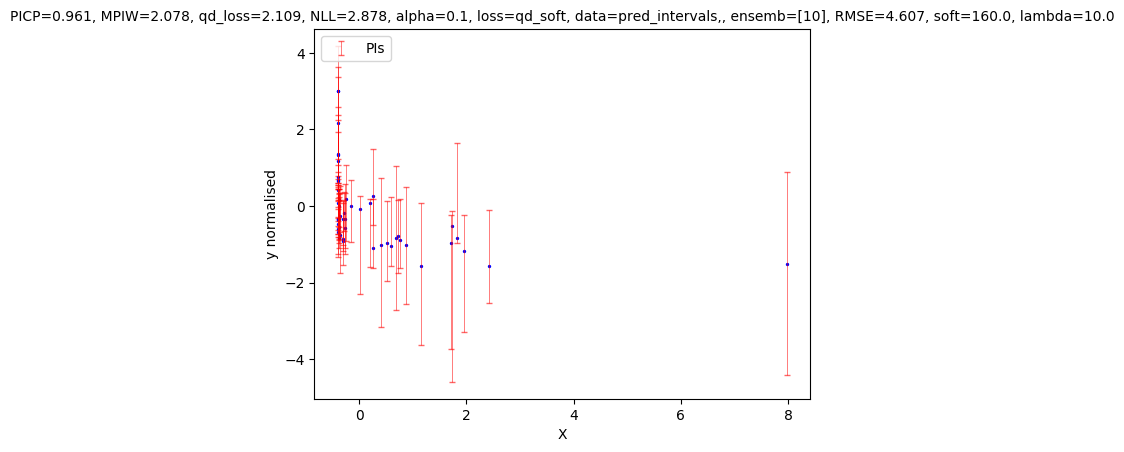 PICP=0.961, MPIW=2.078, qd_loss=2.109, NLL=2.878, alpha=0.1, loss=qd_soft, data=pred_intervals,, ensemb=[10], RMSE=4.607, soft=160.0, lambda=10.0
PIs
4
2
0
−2
−4
y normalised
0 2 4 6 8
X